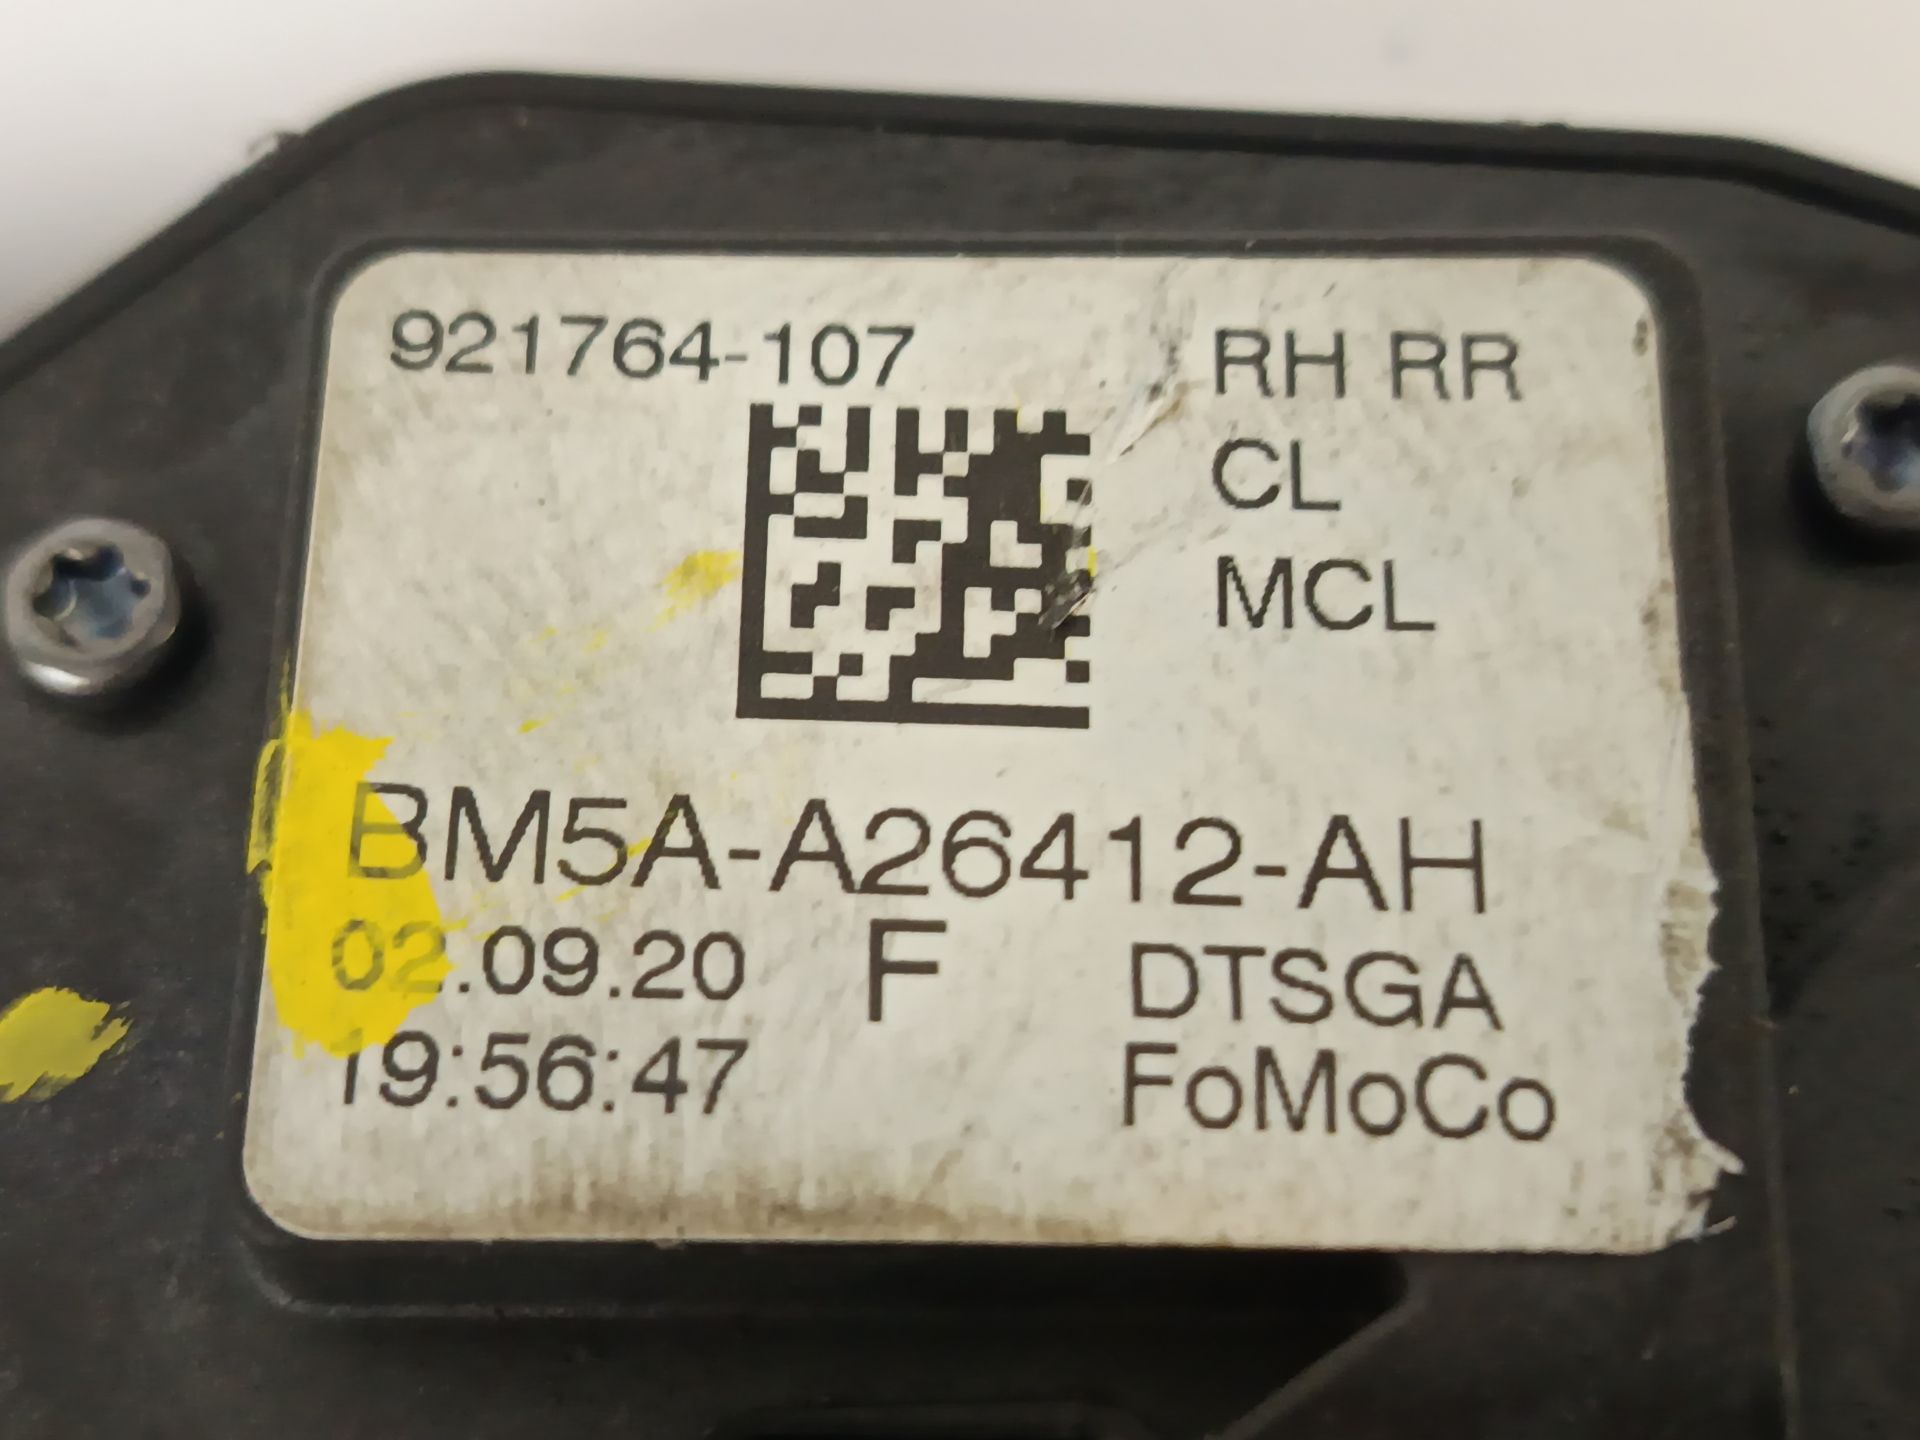 921764-107
RH RR
CL
MCL
BM5A-A26412-AH
02.09.20 F DTSGA
19:56:47 FoMoCo